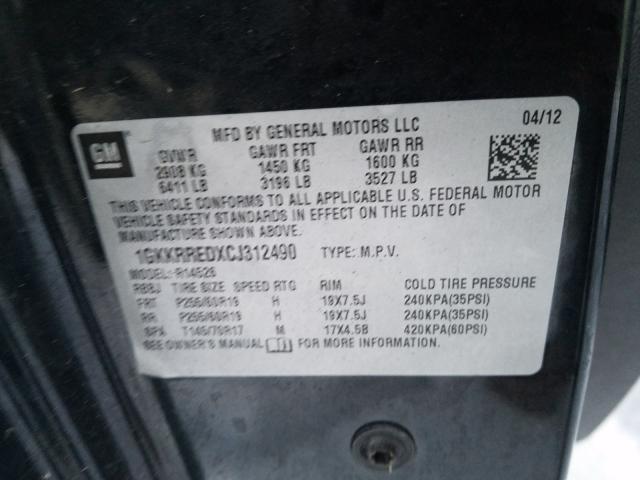 GM
MFD BY GENERAL MOTORS LLC 04/12
GVWR GAWR FRT GAWR RR
2908 KG 1450 KG 1600 KG
6411 LB 3196 LB 3527 LB
THIS VEHICLE CONFORMS TO ALL APPLICABLE U.S. FEDERAL MOTOR
VEHICLE SAFETY STANDARDS IN EFFECT ON THE DATE OF
MANUFACTURE SHOWN ABOVE.
1GKKRREDXCJ312490 TYPE: M.P.V.
MODEL: R14526
TIRE SIZE SPEED RTG RIM COLD TIRE PRESSURE
FRT P255/60R19 H 19X7.5J 240KPA(35PSI)
RR P255/60R19 H 19X7.5J 240KPA(35PSI)
SPA T145/70R17 M 17X4.5B 420KPA(60PSI)
SEE OWNER'S MANUAL FOR MORE INFORMATION.